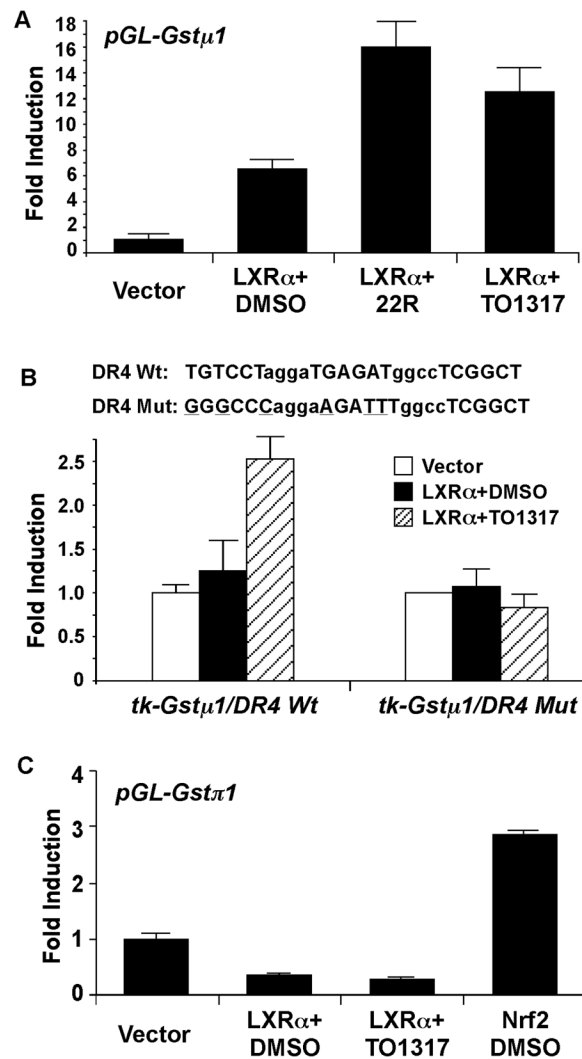 A
pGL-Gstμ1
Fold Induction
18
16
14
12
10
8
6
4
2
0
Vector
LXRα+
DMSO
LXRα+
22R
LXRα+
TO1317
B
DR4 Wt: TGTCCTaggaTGAGATggccTCGGCT
DR4 Mut: GGGCCCaggaAGATTTggccTCGGCT
Fold Induction
2.5
2.0
1.5
1.0
0.5
0
Vector
LXRα+DMSO
LXRα+TO1317
tk-Gstμ1/DR4 Wt
tk-Gstμ1/DR4 Mut
C
pGL-Gstπ1
Fold Induction
4
3
2
1
0
Vector
LXRα+
DMSO
LXRα+
TO1317
Nrf2
DMSO